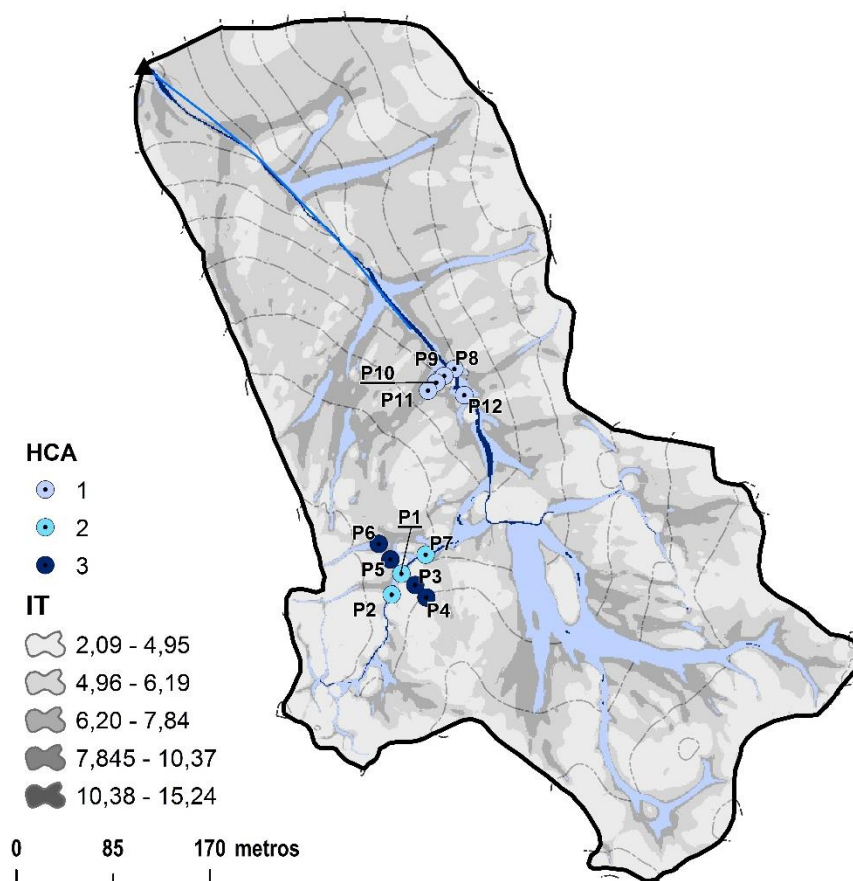 P9 P8
P10
P11
P12
HCA
1
2
3
P1
P6
P7
P5
P3
P2
P4
IT
2,09 - 4,95
4,96 - 6,19
6,20 - 7,84
7,845 - 10,37
10,38 - 15,24
0 85 170 metros